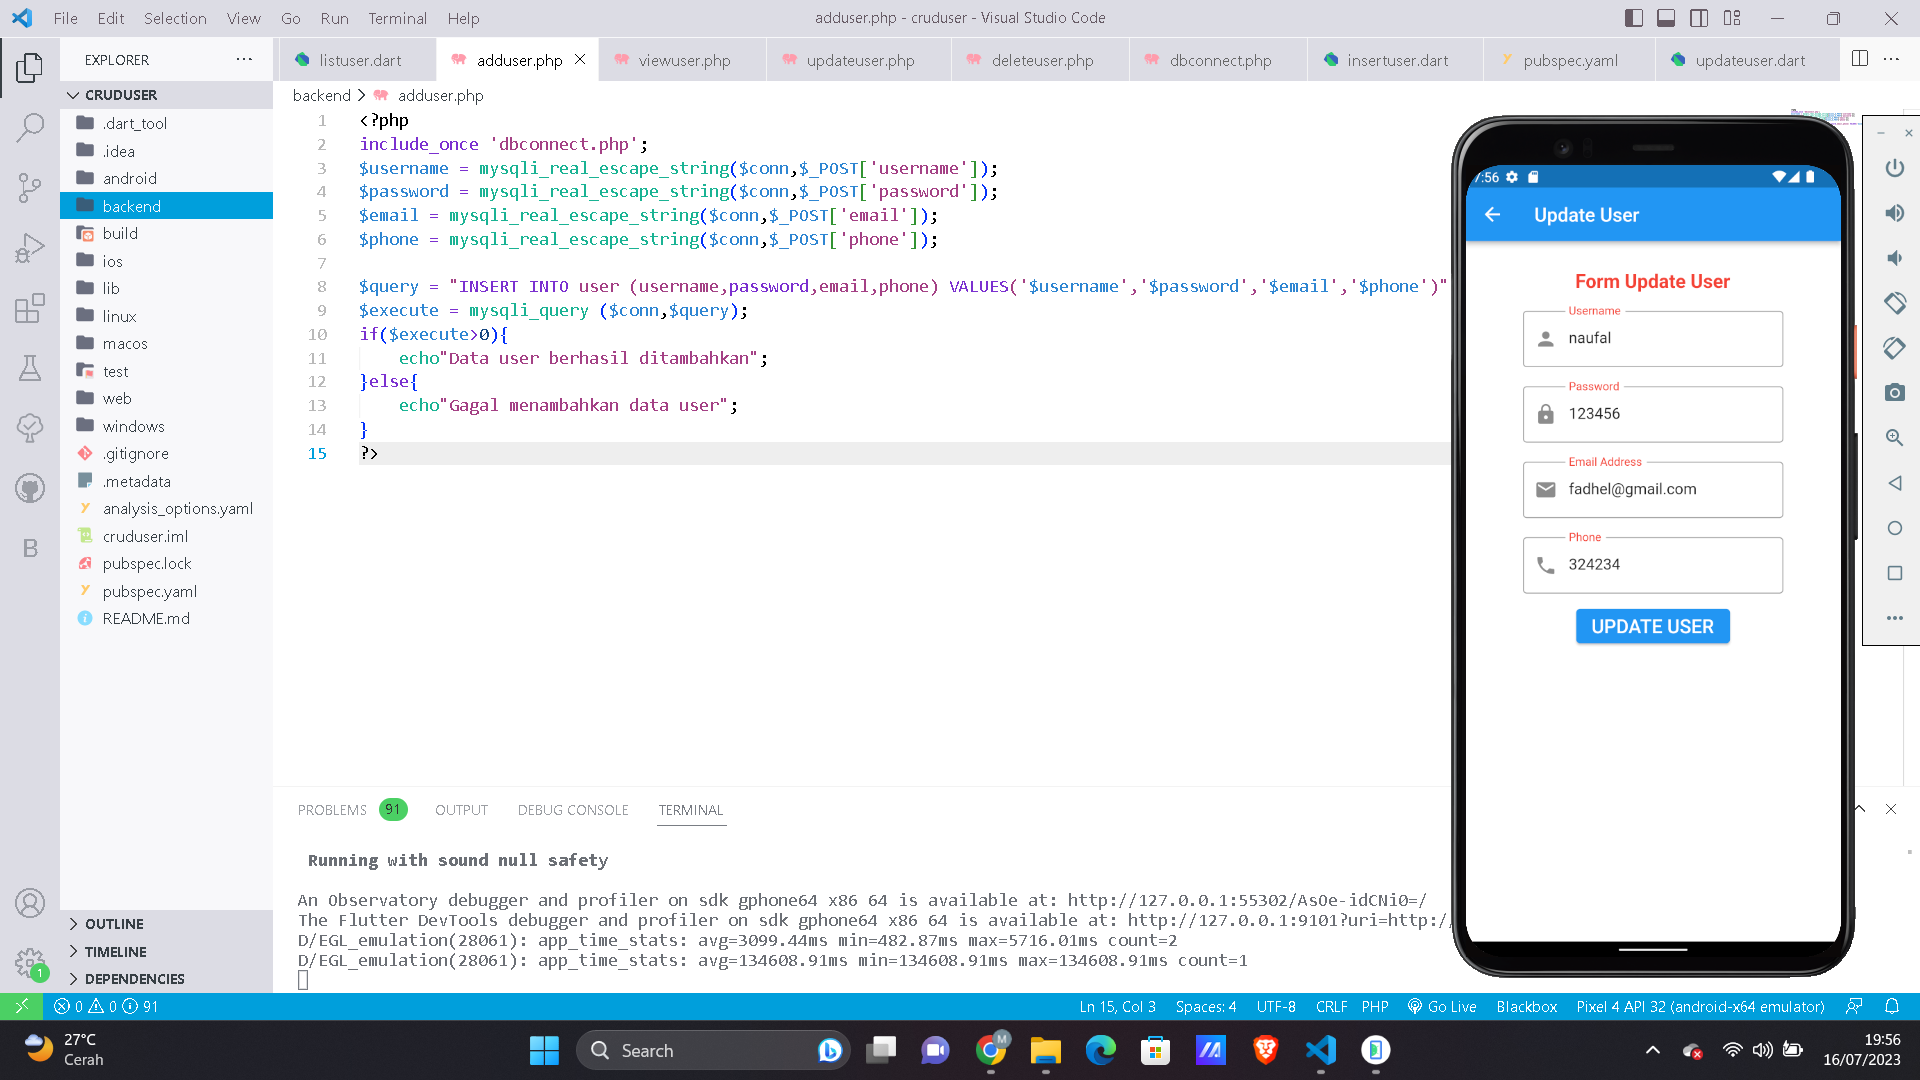 File Edit Selection View Go Run Terminal Help
adduser.php - cruduser - Visual Studio Code
EXPLORER
listuser.dart
adduser.php
viewuser.php
updateuser.php
deleteuser.php
dbconnect.php
insertuser.dart
pubspec.yaml
updateuser.dart
CRUDUSER
.dart_tool
.idea
android
backend
build
ios
lib
linux
macos
test
web
windows
.gitignore
.metadata
analysis_options.yaml
cruduser.iml
pubspec.lock
pubspec.yaml
README.md
OUTLINE
TIMELINE
DEPENDENCIES
B
1
backend > adduser.php
1 <?php
2 include_once 'dbconnect.php';
3 $username = mysqli_real_escape_string($conn,$_POST['username']);
4 $password = mysqli_real_escape_string($conn,$_POST['password']);
5 $email = mysqli_real_escape_string($conn,$_POST['email']);
6 $phone = mysqli_real_escape_string($conn,$_POST['phone']);
7
8 $query = "INSERT INTO user (username,password,email,phone) VALUES('$username','$password','$email','$phone')"
9 $execute = mysqli_query ($conn,$query);
10 if($execute>0){
11 echo"Data user berhasil ditambahkan";
12 }else{
13 echo"Gagal menambahkan data user";
14 }
15 ?>
7:56
Update User
Form Update User
Username
naufal
Password
123456
Email Address
fadhel@gmail.com
Phone
324234
UPDATE USER
PROBLEMS 91 OUTPUT DEBUG CONSOLE TERMINAL
Running with sound null safety
An Observatory debugger and profiler on sdk gphone64 x86 64 is available at: http://127.0.0.1:55302/AsOe-idCNi0=/
The Flutter DevTools debugger and profiler on sdk gphone64 x86 64 is available at: http://127.0.0.1:9101?uri=http:/
D/EGL_emulation(28061): app_time_stats: avg=3099.44ms min=482.87ms max=5716.01ms count=2
D/EGL_emulation(28061): app_time_stats: avg=134608.91ms min=134608.91ms max=134608.91ms count=1
0 0 91
Ln 15, Col 3 Spaces: 4 UTF-8 CRLF PHP Go Live Blackbox Pixel 4 API 32 (android-x64 emulator)
27°C
Cerah
Search
M
19:56
16/07/2023